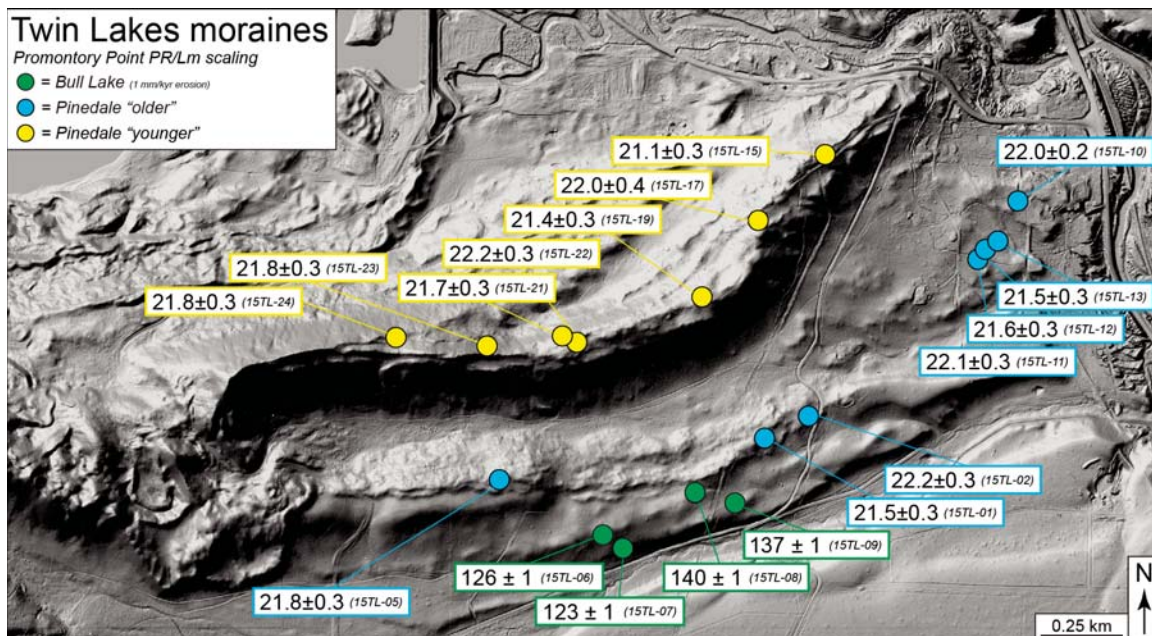 Twin Lakes moraines
Promontory Point PR/Lm scaling
= Bull Lake (1 mm/kyr erosion)
= Pinedale “older”
= Pinedale “younger”
21.1±0.3 (15TL-15)
22.0±0.4 (15TL-17)
21.4±0.3 (15TL-19)
22.2±0.3 (15TL-22)
21.8±0.3 (15TL-23)
21.7±0.3 (15TL-21)
21.8±0.3 (15TL-24)
22.0±0.2 (15TL-10)
21.5±0.3 (15TL-13)
21.6±0.3 (15TL-12)
22.1±0.3 (15TL-11)
22.2±0.3 (15TL-02)
21.5±0.3 (15TL-01)
137 ± 1 (15TL-09)
126 ± 1 (15TL-06)
140 ± 1 (15TL-08)
21.8±0.3 (15TL-05)
123 ± 1 (15TL-07)
N
0.25 km